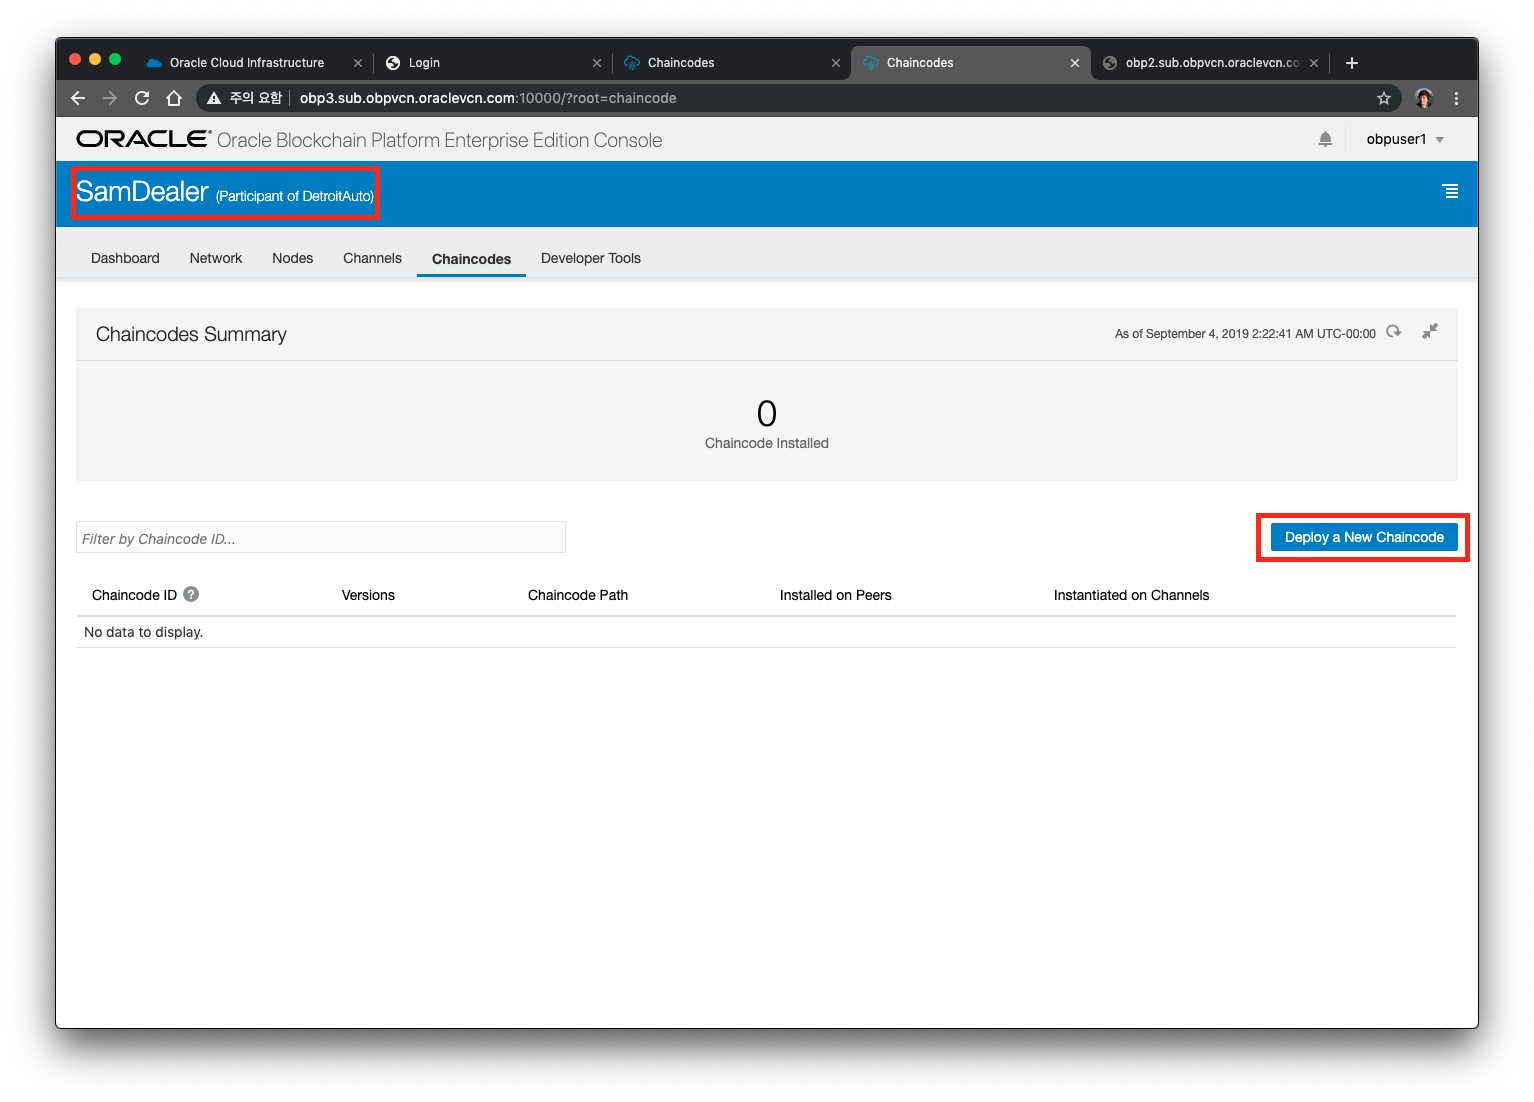 Oracle Cloud Infrastructure
Login
Chaincodes
Chaincodes
obp2.sub.obpvcn.oraclevcn.co
주의 요함
obp3.sub.obpvcn.oraclevcn.com:10000/?root=chaincode
ORACLE® Oracle Blockchain Platform Enterprise Edition Console
obpuser1
SamDealer (Participant of DetroitAuto)
Dashboard Network Nodes Channels Chaincodes Developer Tools
Chaincodes Summary
As of September 4, 2019 2:22:41 AM UTC-00:00
0
Chaincode Installed
Filter by Chaincode ID...
Deploy a New Chaincode
Chaincode ID ? Versions Chaincode Path Installed on Peers Instantiated on Channels
No data to display.